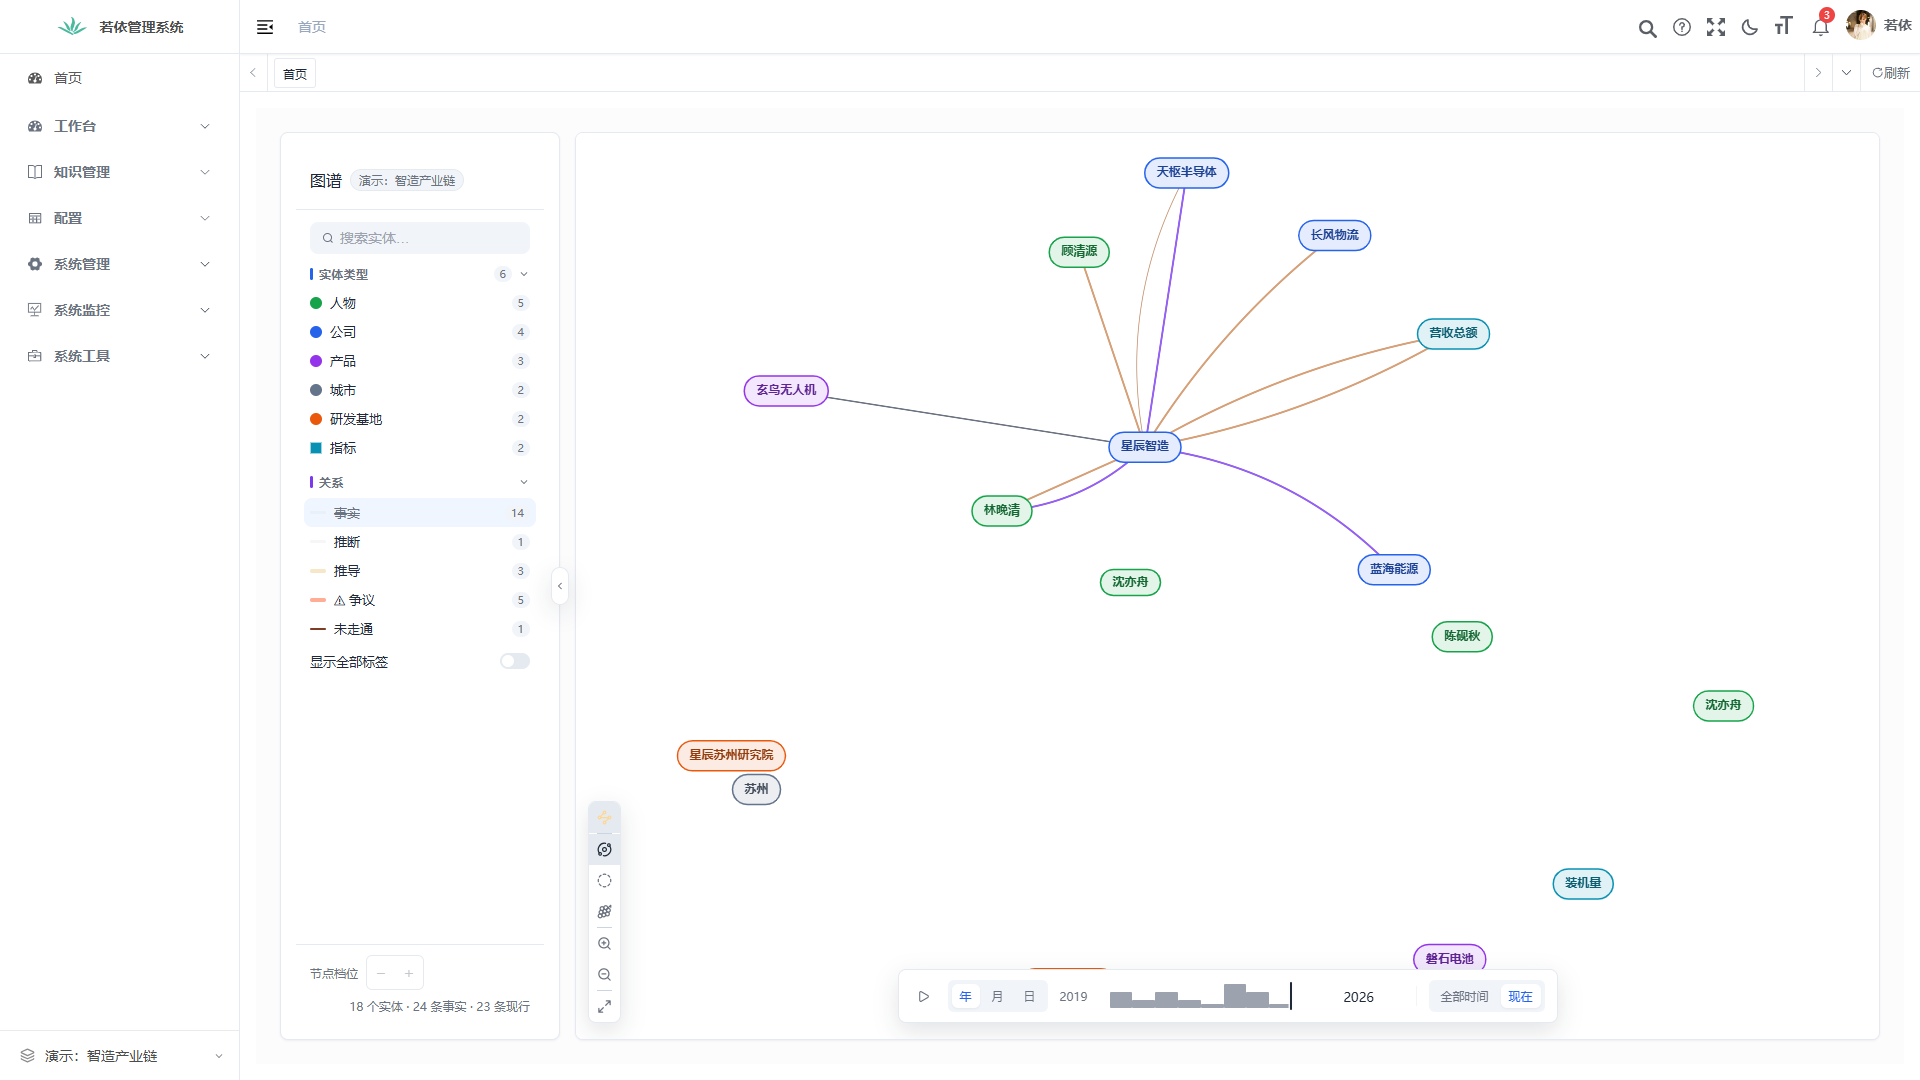 若依管理系统
首页
3
若依
首页
工作台
知识管理
配置
系统管理
系统监控
系统工具
演示：智造产业链
首页
刷新
图谱
演示：智造产业链
搜索实体…
实体类型 6
人物 5
公司 4
产品 3
城市 2
研发基地 2
指标 2
关系
事实 14
推断 1
推导 3
⚠ 争议 5
未走通 1
显示全部标签
节点档位
18 个实体 · 24 条事实 · 23 条现行
天枢半导体
长风物流
顾清源
营收总额
玄鸟无人机
星辰智造
林晚清
蓝海能源
沈亦舟
陈砚秋
沈亦舟
星辰苏州研究院
苏州
装机量
磐石电池
年 月 日 2019 2026 全部时间 现在